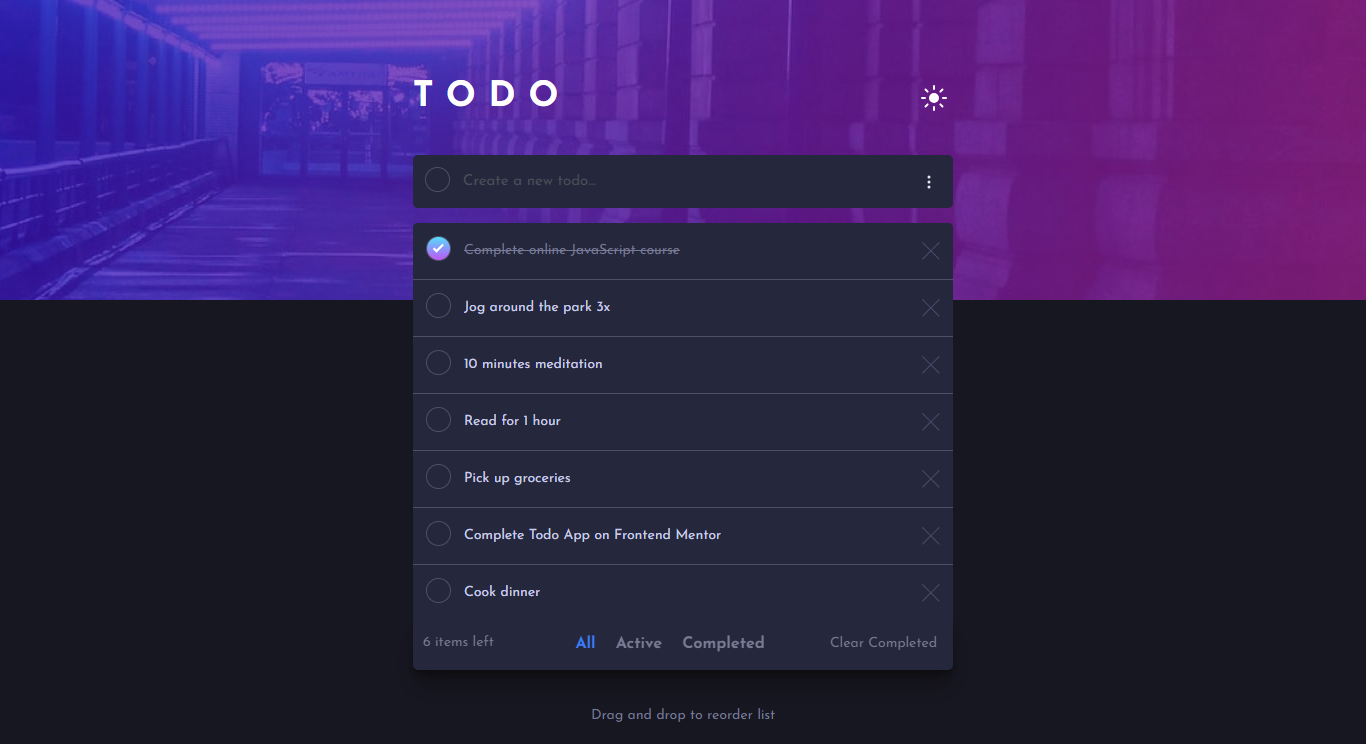 TODO
Create a new todo...
Complete online JavaScript course
Jog around the park 3x
10 minutes meditation
Read for 1 hour
Pick up groceries
Complete Todo App on Frontend Mentor
Cook dinner
6 items left All Active Completed Clear Completed
Drag and drop to reorder list